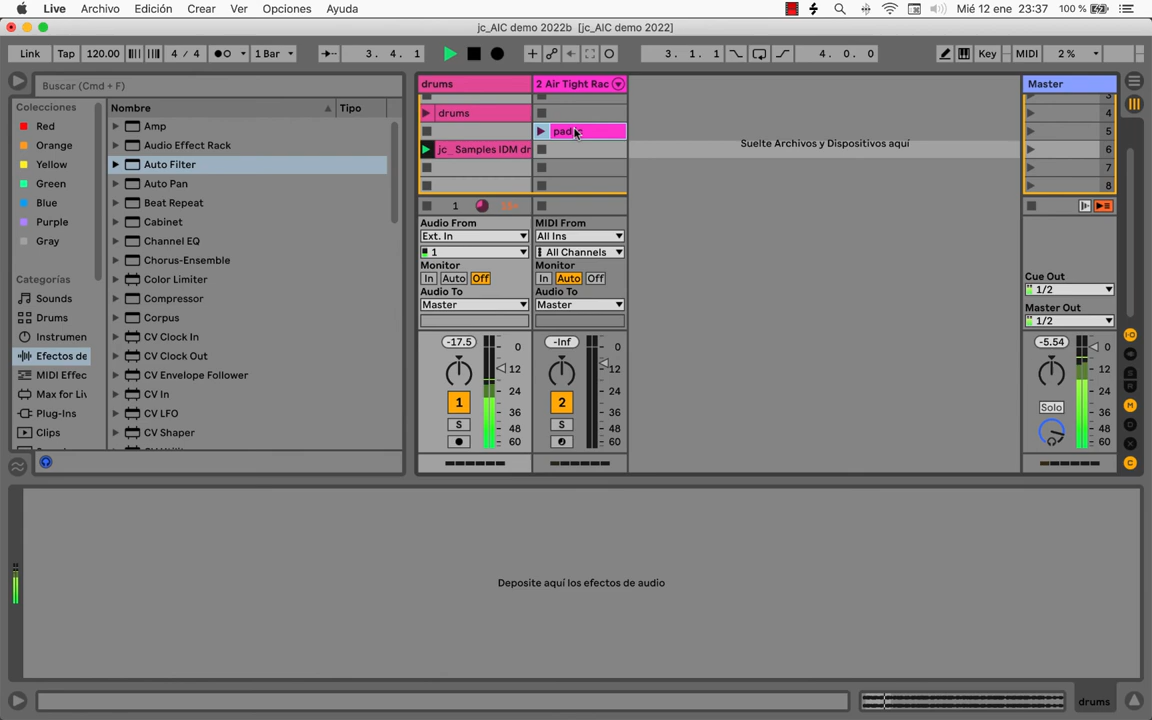 Live Archivo Edición Crear Ver Opciones Ayuda Mié 12 ene 23:37 100 %
jc_AIC demo 2022b [jc_AIC demo 2022]
Link Tap 120.00 4 / 4 1 Bar 3. 4. 1 3. 1. 1 4. 0. 0 Key MIDI 2 %
Buscar (Cmd + F)
Colecciones
Red
Orange
Yellow
Green
Blue
Purple
Gray
Categorías
Sounds
Drums
Instrumen
Efectos de
MIDI Effec
Max for Liv
Plug-Ins
Clips
Nombre Tipo
Amp
Audio Effect Rack
Auto Filter
Auto Pan
Beat Repeat
Cabinet
Channel EQ
Chorus-Ensemble
Color Limiter
Compressor
Corpus
CV Clock In
CV Clock Out
CV Envelope Follower
CV In
CV LFO
CV Shaper
drums 2 Air Tight Rac Master
drums 4
pad 5
jc_ Samples IDM dr 6
7
8
Suelte Archivos y Dispositivos aquí
1
Audio From MIDI From
Ext. In All Ins
1 All Channels
Monitor Monitor
In Auto Off In Auto Off
Audio To Audio To
Master Master
Cue Out
1/2
Master Out
1/2
-17.5 0 -Inf 0 -5.54 0
12 12 12
24 24 24
1 2 Solo
36 36 36
S S
48 48 48
60 60 60
Deposite aquí los efectos de audio
drums